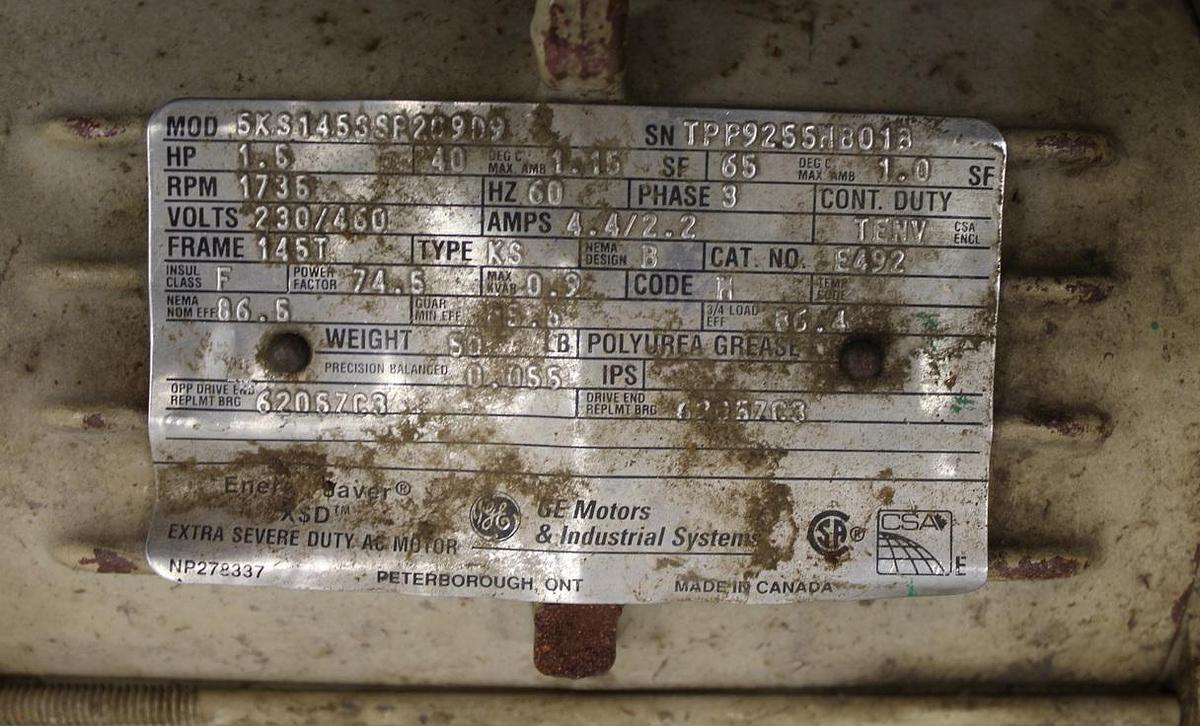 MOD SN
HP 1.5 40 DEG C MAX. AMB 1.15 SF 65 DEG C MAX AMB 1.0 SF
RPM 1735 HZ 60 PHASE 3 CONT. DUTY
VOLTS 230/460 AMPS 4.4/2.2 TENV CSA ENCL
FRAME 145T TYPE KS NEMA DESIGN B CAT. NO. E492
INSUL CLASS F POWER FACTOR 74.5 MAX KVAR 0.9 CODE
NEMA NOM EFF 86.5 GUAR MIN EFF 3/4 LOAD EFF 86.4
WEIGHT LB POLYUREA GREASE
PRECISION BALANCED 0.055 IPS
OPP DRIVE END REPLMT BRG 6205ZC3 DRIVE END REPLMT BRG 6205ZC3
Saver®
X$D™
GE GE Motors
& Industrial Systems
SA® CSA
EXTRA SEVERE DUTY AC MOTOR
E
NP278337 PETERBOROUGH, ONT MADE IN CANADA